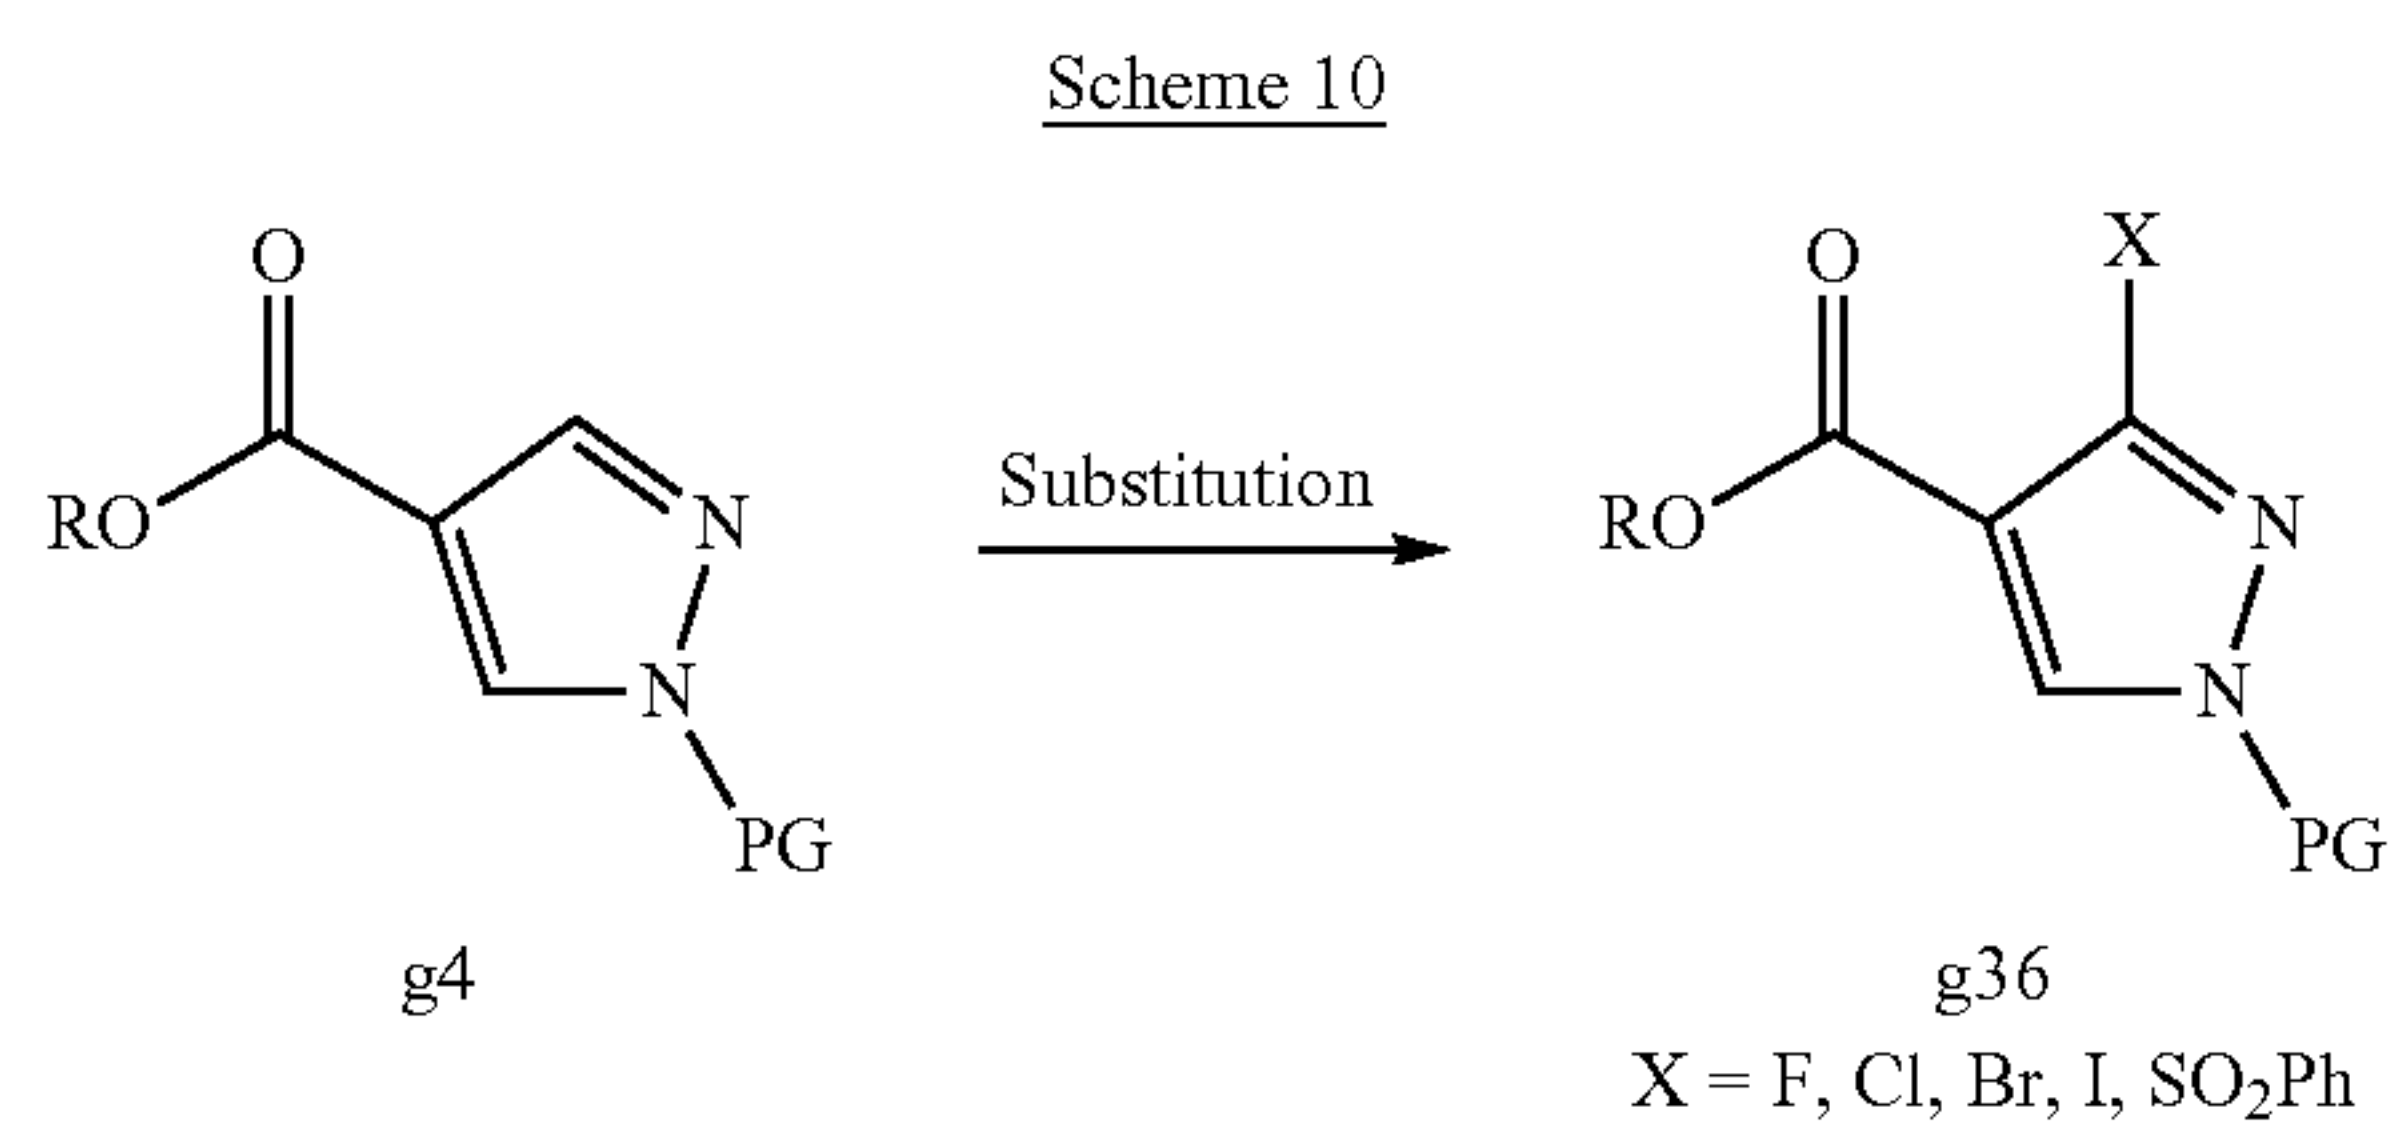 Scheme 10
O
RO
N
N
PG
g4
Substitution
O
X
RO
N
N
PG
g36
X = F, Cl, Br, I, SO₂Ph